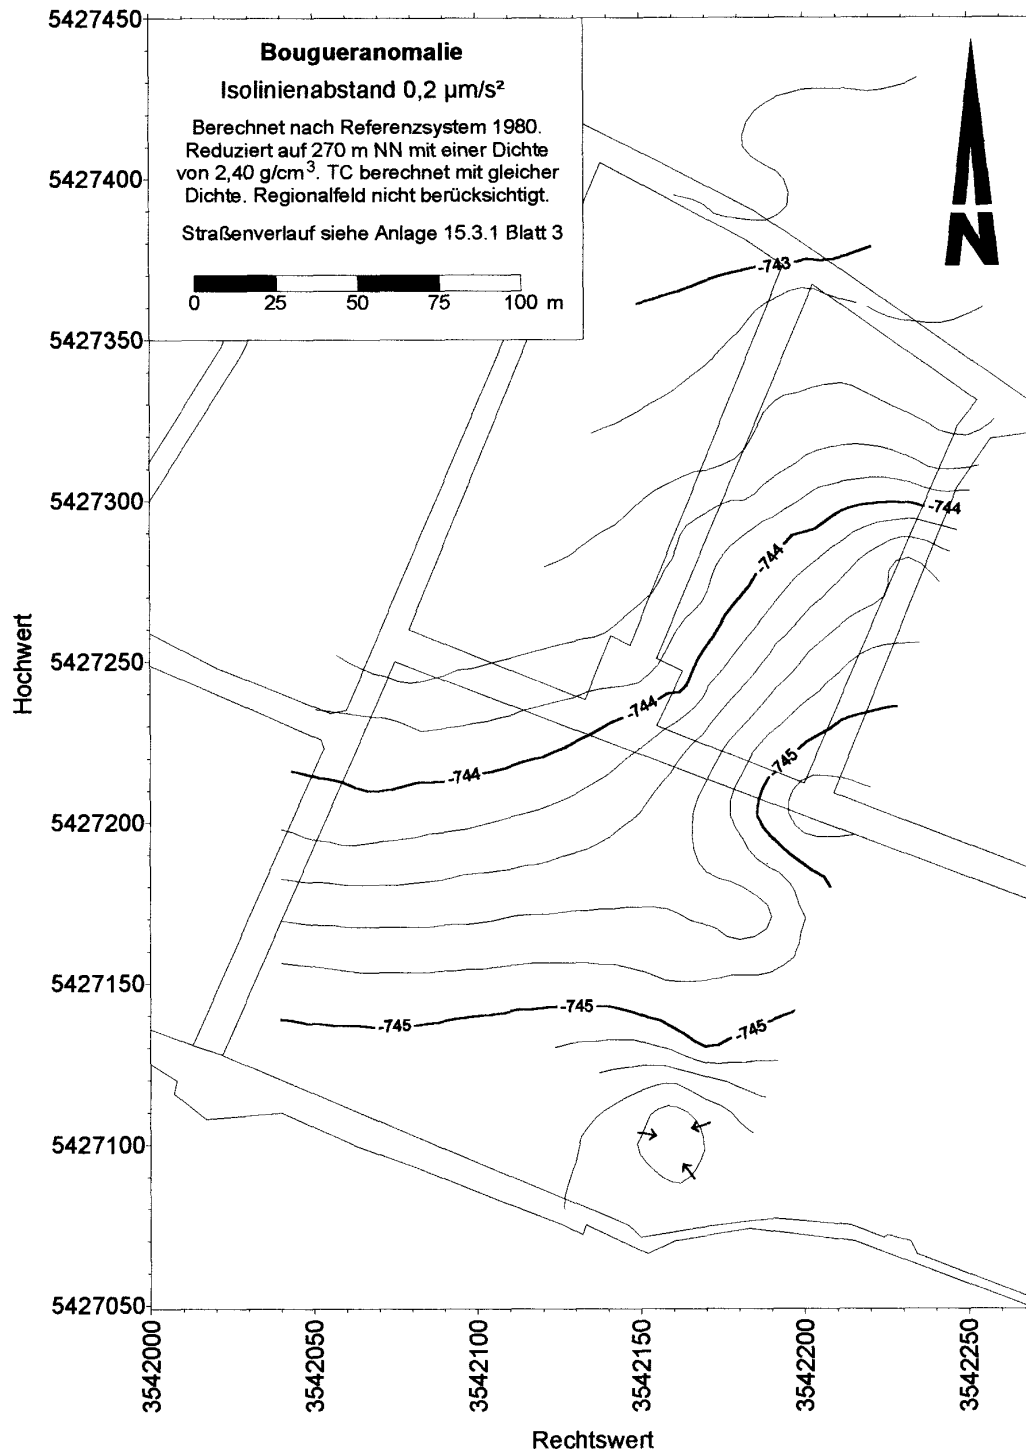 Bougueranomalie
Isolinienabstand 0,2 µm/s²
Berechnet nach Referenzsystem 1980.
Reduziert auf 270 m NN mit einer Dichte
von 2,40 g/cm³. TC berechnet mit gleicher
Dichte. Regionalfeld nicht berücksichtigt.
Straßenverlauf siehe Anlage 15.3.1 Blatt 3
0 25 50 75 100 m
N
5427450
5427400
5427350
5427300
5427250
5427200
5427150
5427100
5427050
Hochwert
-743
-744
-744
-744
-744
-745
-745
-745
-745
3542000
3542050
3542100
3542150
3542200
3542250
Rechtswert